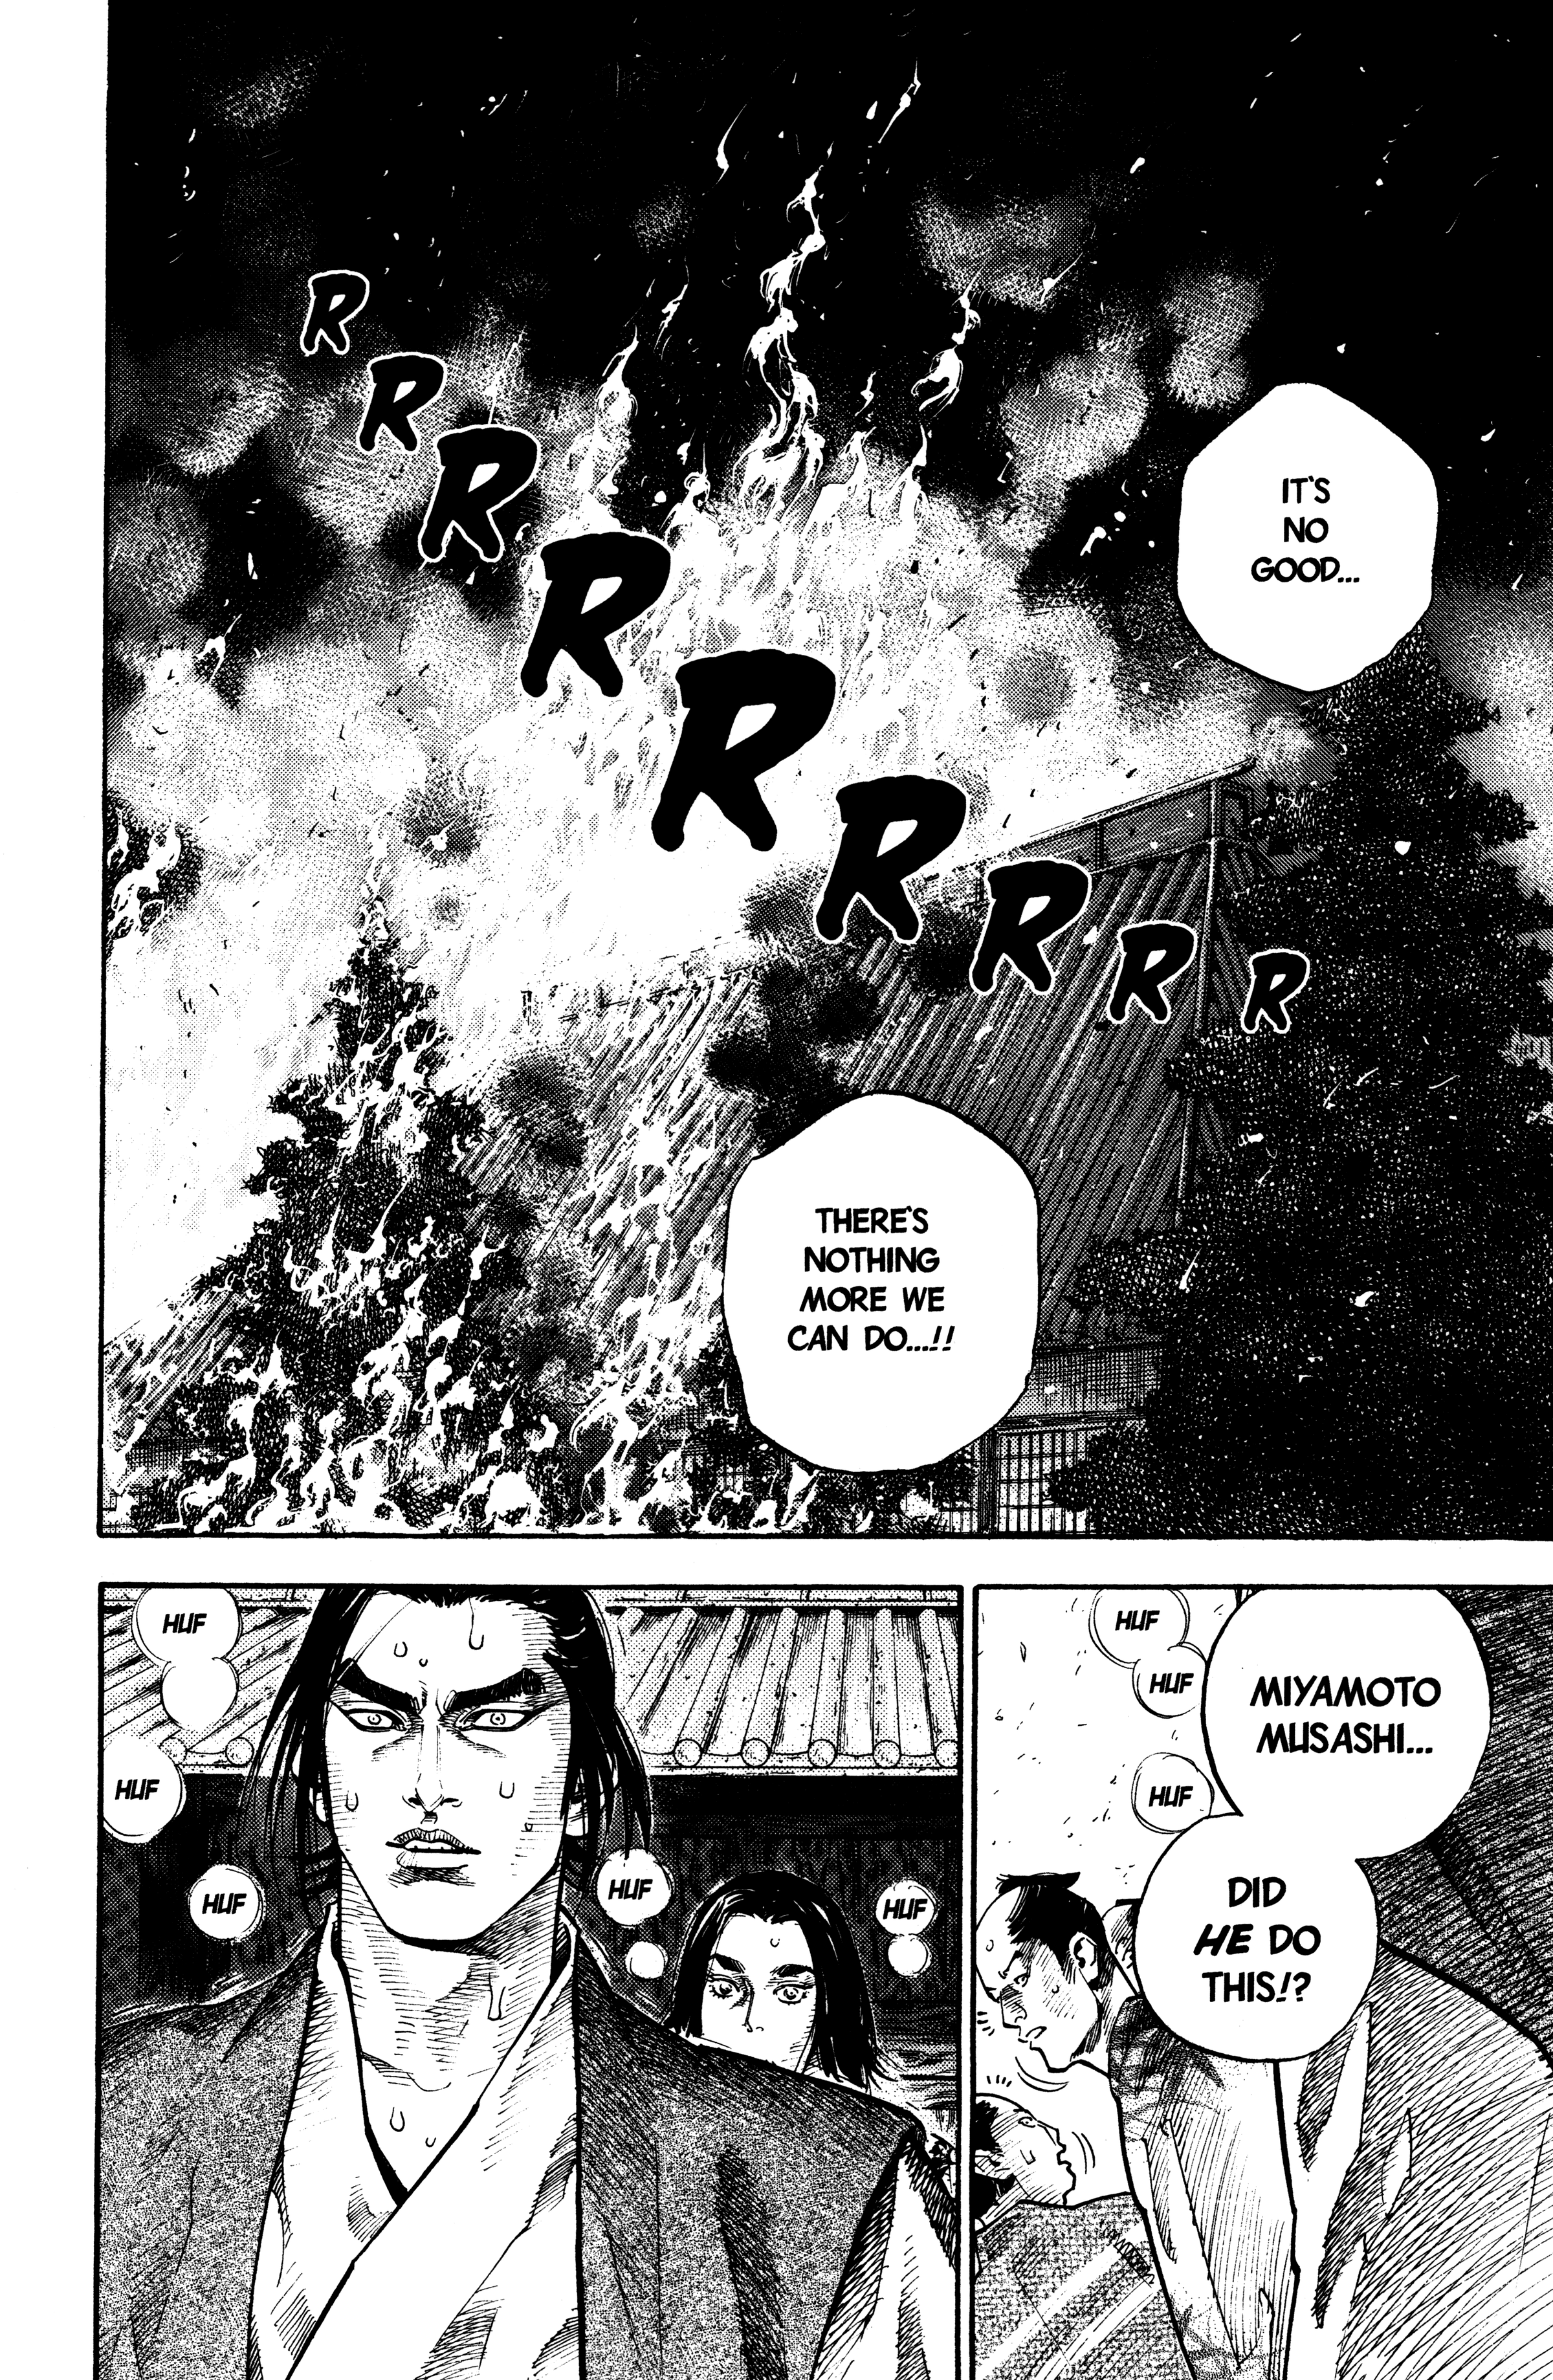 R
R
R
R
R
R
R
R
R
IT'S
NO
GOOD...
THERE'S
NOTHING
MORE WE
CAN DO...!!
MIYAMOTO
MUSASHI...
DID
HE DO
THIS!?
HUF
HUF
HUF
HUF
HUF
HUF
HUF
HUF